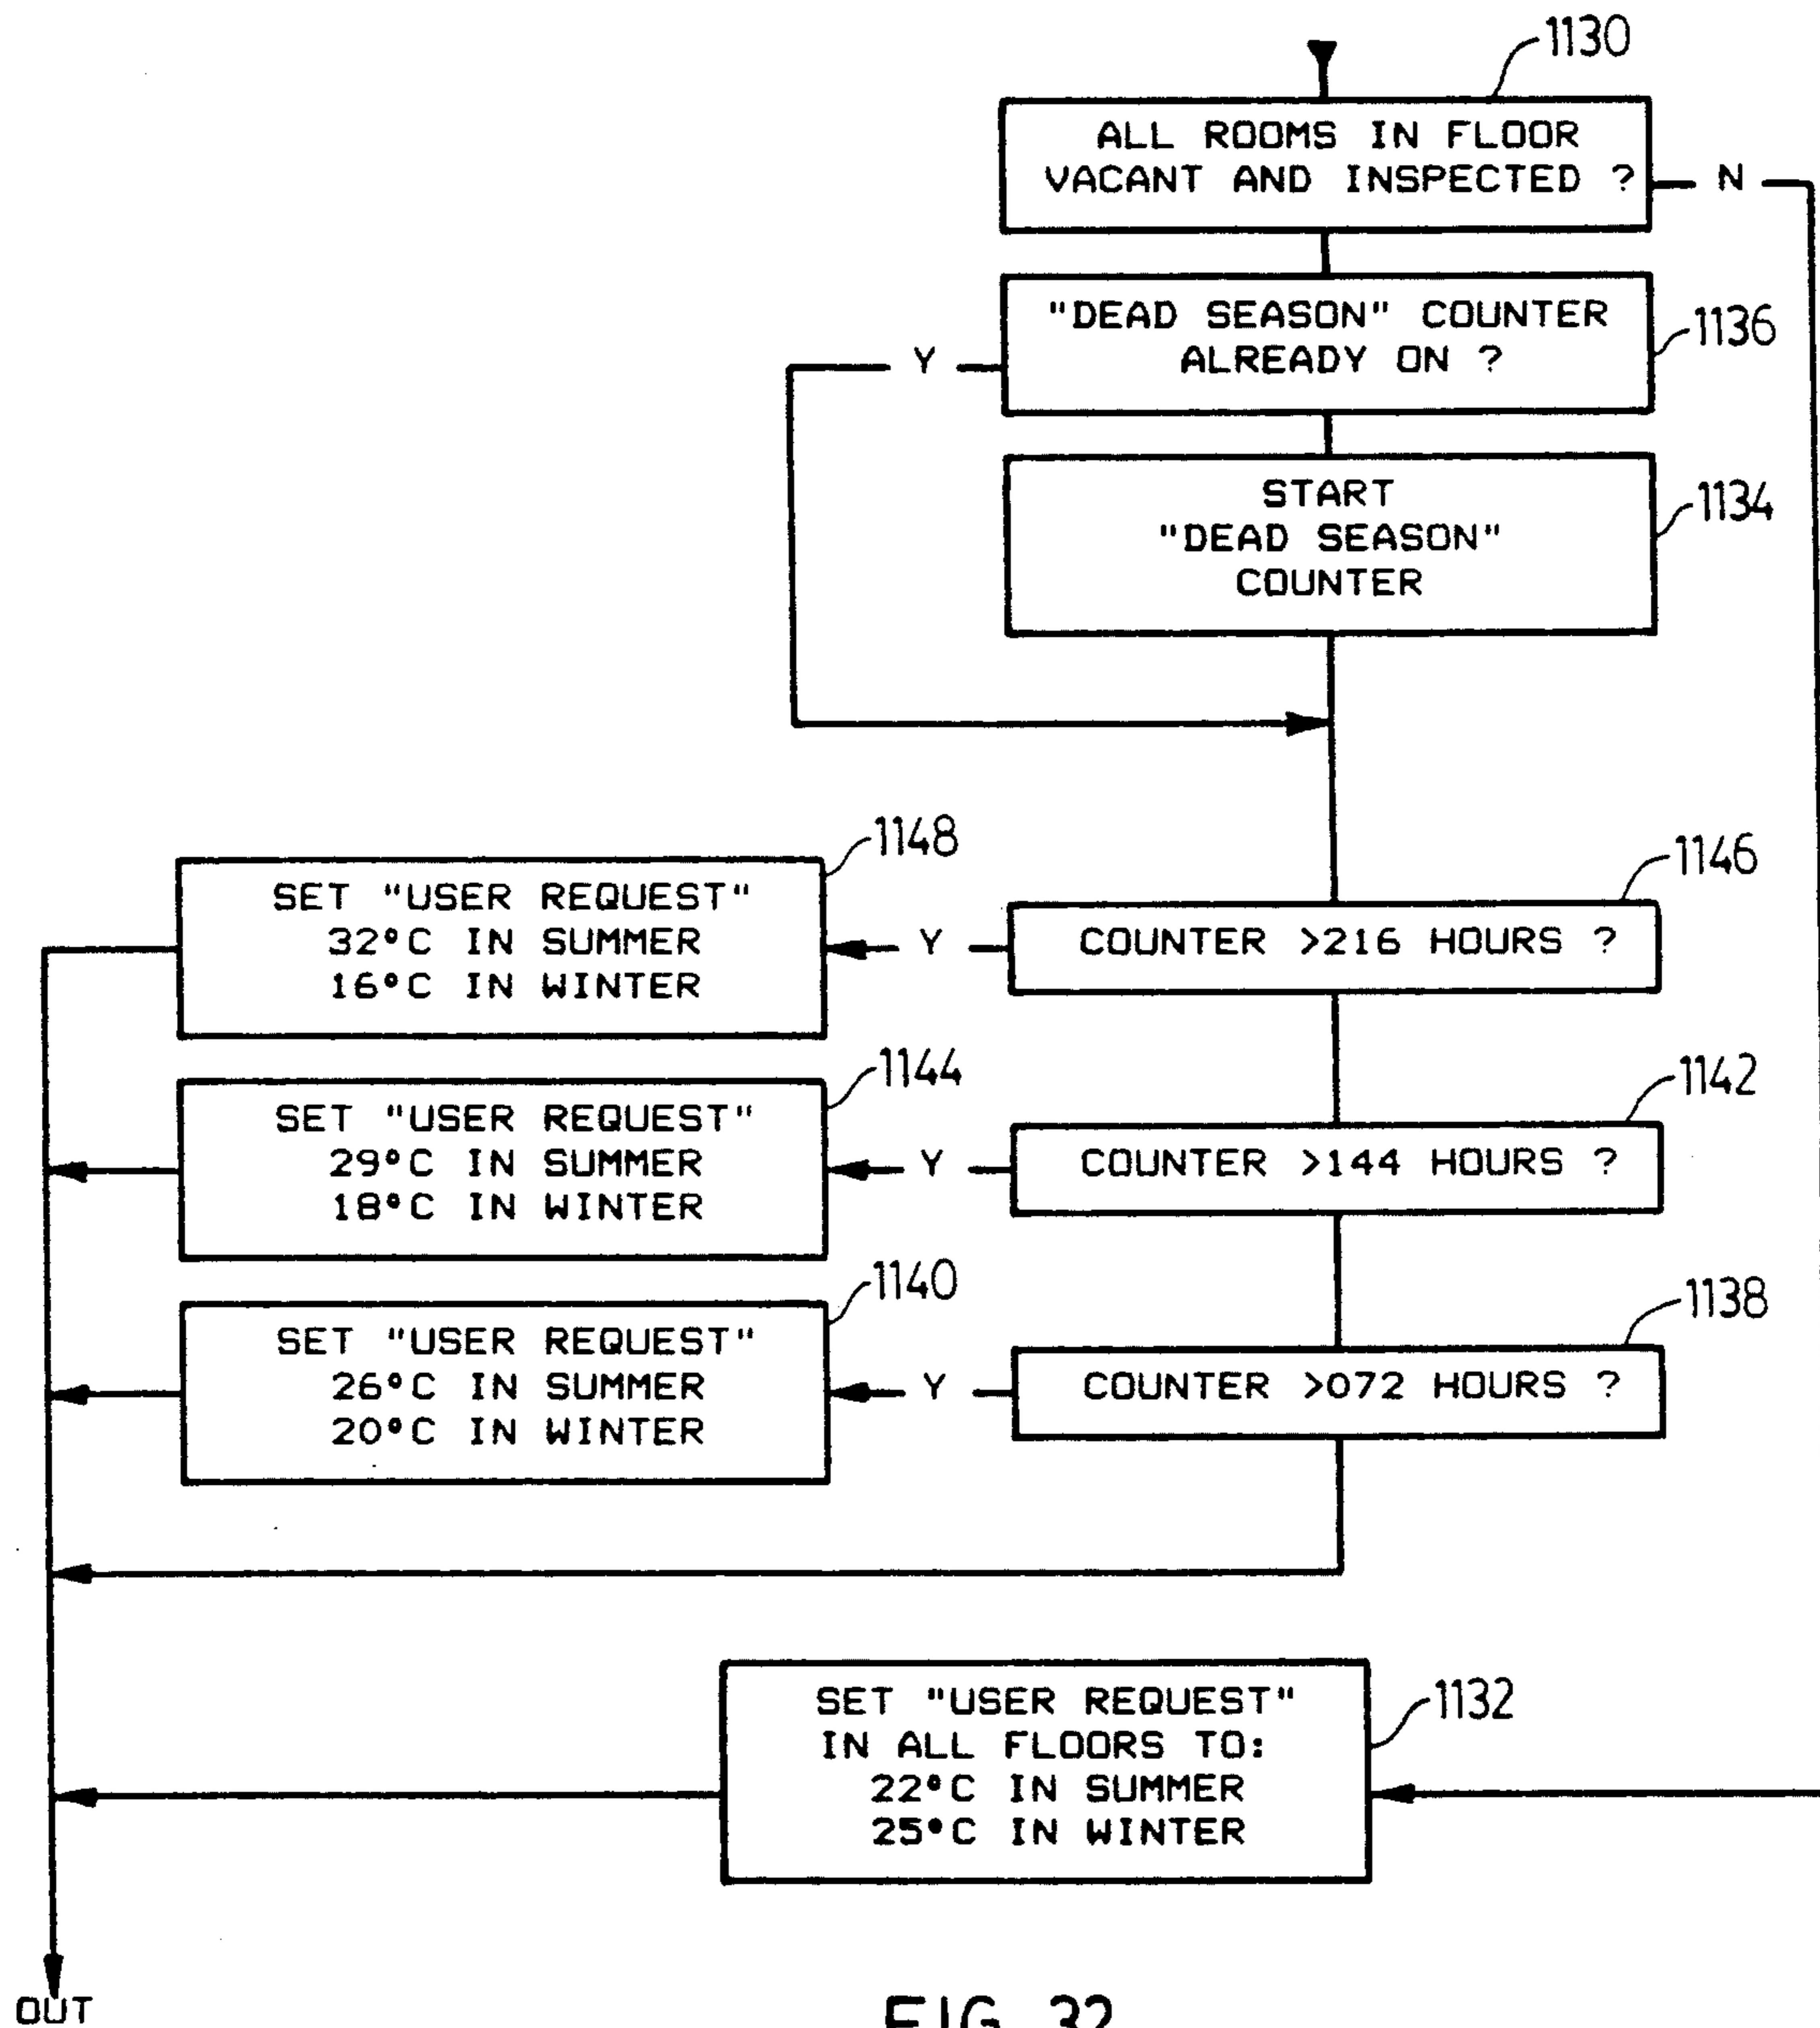 1130
ALL ROOMS IN FLOOR
VACANT AND INSPECTED ?
N
"DEAD SEASON" COUNTER
ALREADY ON ?
1136
Y
START
"DEAD SEASON"
COUNTER
1134
1148
SET "USER REQUEST"
32°C IN SUMMER
16°C IN WINTER
Y
1146
COUNTER >216 HOURS ?
1144
SET "USER REQUEST"
29°C IN SUMMER
18°C IN WINTER
Y
1142
COUNTER >144 HOURS ?
1140
SET "USER REQUEST"
26°C IN SUMMER
20°C IN WINTER
Y
1138
COUNTER >072 HOURS ?
SET "USER REQUEST"
IN ALL FLOORS TO:
22°C IN SUMMER
25°C IN WINTER
1132
OUT
FIG. 32